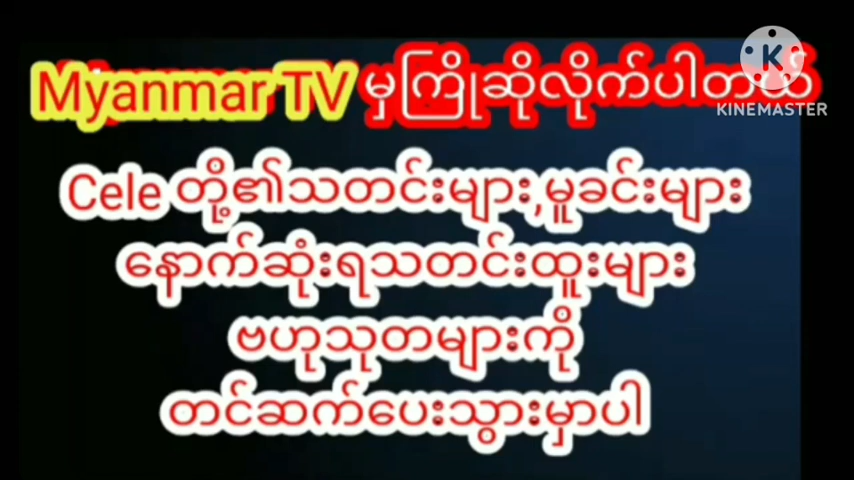 Myanmar TV မှကြိုဆိုလိုက်ပါတယ်
KINEMASTER
Cele တို့၏သတင်းများ,မူခင်းများ
နောက်ဆုံးရသတင်းထူးများ
ဗဟုသုတများကို
တင်ဆက်ပေးသွားမှာပါ